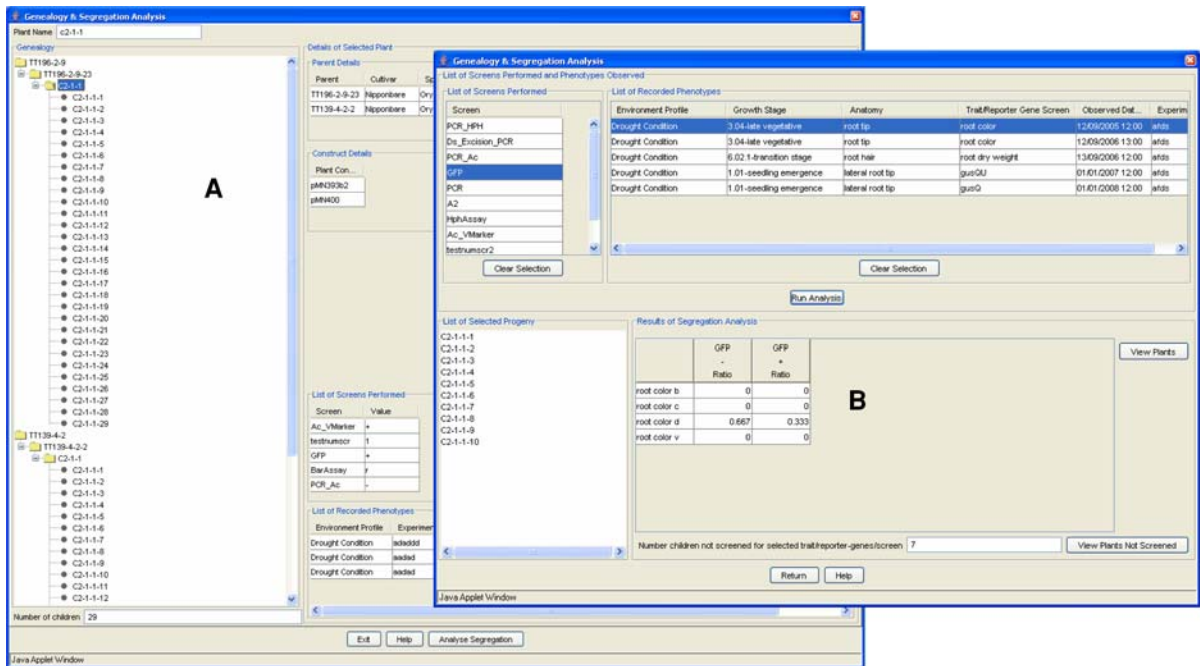 Genealogy & Segregation Analysis
Plant Name c2-1-1
Genealogy
TT196-2-9
TT196-2-9-23
C2-1-1
C2-1-1-1
C2-1-1-2
C2-1-1-3
C2-1-1-4
C2-1-1-5
C2-1-1-6
C2-1-1-7
C2-1-1-8
C2-1-1-9
C2-1-1-10
C2-1-1-11
C2-1-1-12
C2-1-1-13
C2-1-1-14
C2-1-1-15
C2-1-1-16
C2-1-1-17
C2-1-1-18
C2-1-1-19
C2-1-1-20
C2-1-1-21
C2-1-1-22
C2-1-1-23
C2-1-1-24
C2-1-1-25
C2-1-1-26
C2-1-1-27
C2-1-1-28
C2-1-1-29
TT139-4-2
TT139-4-2-2
C2-1-1
C2-1-1-1
C2-1-1-2
C2-1-1-3
C2-1-1-4
C2-1-1-5
C2-1-1-6
C2-1-1-7
C2-1-1-8
C2-1-1-9
C2-1-1-10
C2-1-1-11
C2-1-1-12
Number of children 29
A
Details of Selected Plant
Parent Details
Parent Cultivar Sp
TT196-2-9-23 Nipponbare Ory
TT139-4-2-2 Nipponbare Ory
Construct Details
Plant Con...
pMN393b2
pMN400
List of Screens Performed
Screen Value
Ac_VMarker +
testnumscr 1
GFP +
BarAssay r
PCR_Ac -
List of Recorded Phenotypes
Environment Profile Experimen
Drought Condition adaddd
Drought Condition aadad
Drought Condition aadad
Exit Help Analyse Segregation
Java Applet Window
Genealogy & Segregation Analysis
List of Screens Performed and Phenotypes Observed
List of Screens Performed
Screen
PCR_HPH
Ds_Excision_PCR
PCR_Ac
GFP
PCR
A2
HphAssay
Ac_VMarker
testnumscr2
Clear Selection
List of Recorded Phenotypes
Environment Profile Growth Stage Anatomy Trait/Reporter Gene Screen Observed Dat... Experim
Drought Condition 3.04-late vegetative root tip root color 12/09/2005 12:00 afds
Drought Condition 3.04-late vegetative root tip root color 12/09/2006 13:00 afds
Drought Condition 6.02.1-transition stage root hair root dry weight 13/09/2006 12:00 afds
Drought Condition 1.01-seedling emergence lateral root tip gusQU 01/01/2007 12:00 afds
Drought Condition 1.01-seedling emergence lateral root tip gusQ 01/01/2008 12:00 afds
Clear Selection
Run Analysis
List of Selected Progeny
C2-1-1-1
C2-1-1-2
C2-1-1-3
C2-1-1-4
C2-1-1-5
C2-1-1-6
C2-1-1-7
C2-1-1-8
C2-1-1-9
C2-1-1-10
Results of Segregation Analysis
GFP GFP
- +
Ratio Ratio
root color b 0 0
root color c 0 0
root color d 0.667 0.333
root color v 0 0
B
View Plants
Number children not screened for selected trait/reporter-genes/screen 7 View Plants Not Screened
Return Help
Java Applet Window